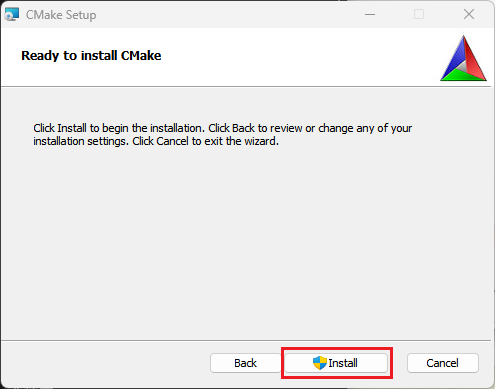 CMake Setup
Ready to install CMake
Click Install to begin the installation. Click Back to review or change any of your
installation settings. Click Cancel to exit the wizard.
Back
Install
Cancel